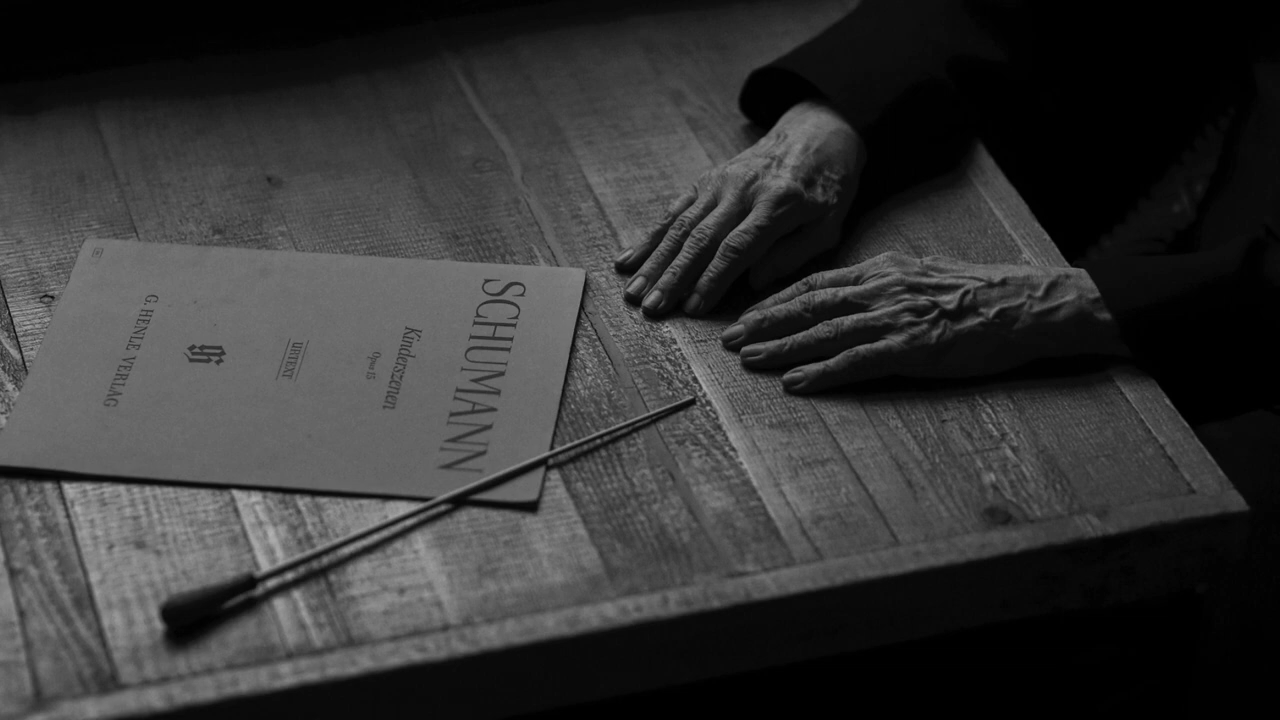 SCHUMANN
Kinderszenen
Opus 15
URTEXT
G. HENLE VERLAG